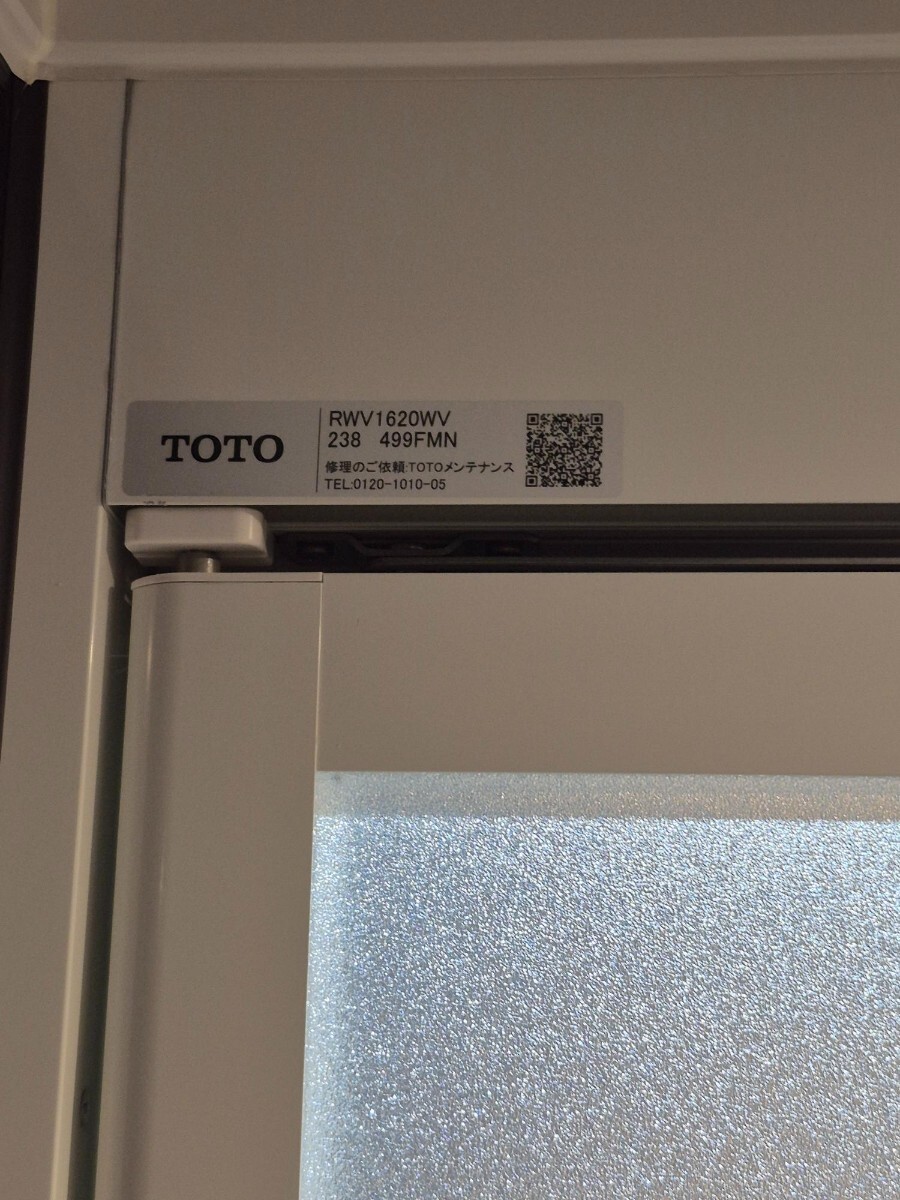 TOTO
RWV1620WV
238 499FMN
修理のご依頼:TOTOメンテナンス
TEL:0120-1010-05